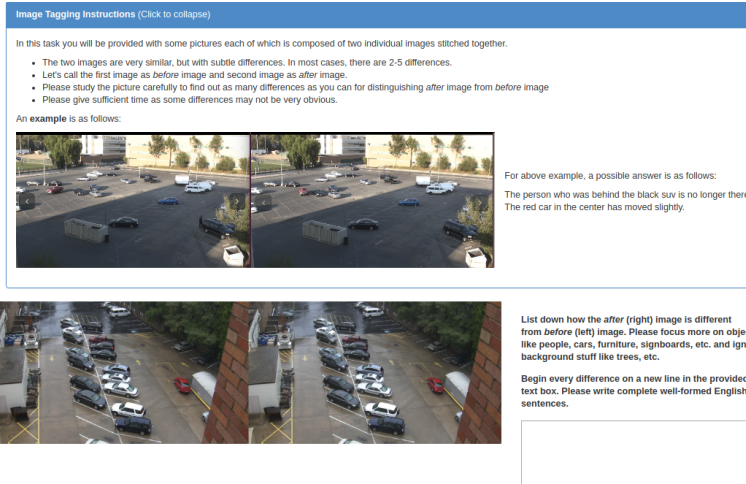 Image Tagging Instructions (Click to collapse)
In this task you will be provided with some pictures each of which is composed of two individual images stitched together.
The two images are very similar, but with subtle differences. In most cases, there are 2-5 differences.
Let's call the first image as before image and second image as after image.
Please study the picture carefully to find out as many differences as you can for distinguishing after image from before image
Please give sufficient time as some differences may not be very obvious.
An example is as follows:
For above example, a possible answer is as follows:
The person who was behind the black suv is no longer there
The red car in the center has moved slightly.
List down how the after (right) image is different
from before (left) image. Please focus more on obje
like people, cars, furniture, signboards, etc. and ign
background stuff like trees, etc.
Begin every difference on a new line in the provided
text box. Please write complete well-formed English
sentences.